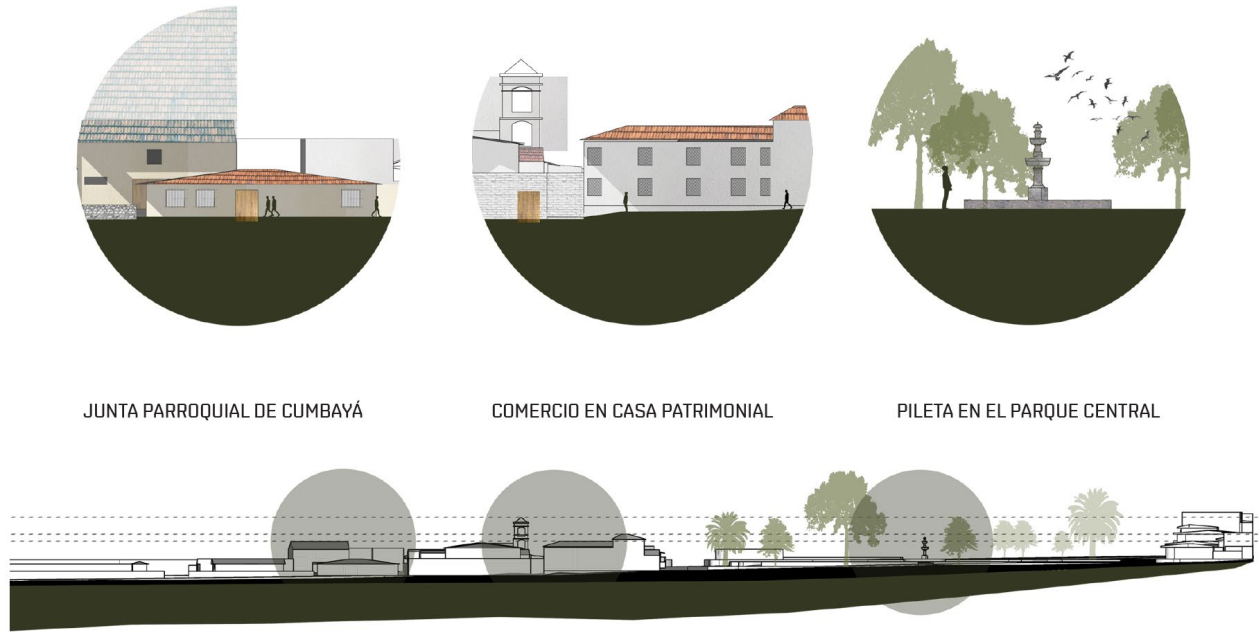 JUNTA PARROQUIAL DE CUMBAYÁ
COMERCIO EN CASA PATRIMONIAL
PILETA EN EL PARQUE CENTRAL